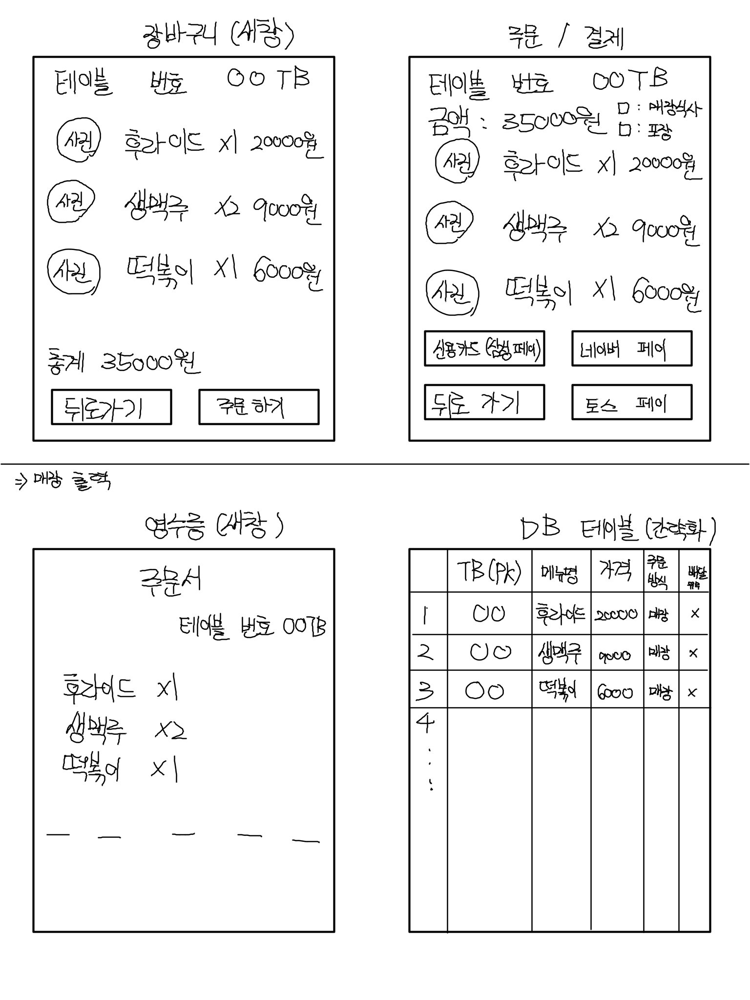 장바구니 (새창)
테이블 번호 00 TB
사진 후라이드 x1 20000원
사진 생맥주 x2 9000원
사진 떡볶이 x1 6000원
총계 35000원
뒤로가기 주문하기
주문 / 결제
테이블 번호 00 TB
금액 : 35000원
□ : 매장식사
□ : 포장
사진 후라이드 x1 20000원
사진 생맥주 x2 9000원
사진 떡볶이 x1 6000원
신용카드 (삼성페이) 네이버 페이
뒤로 가기 토스 페이
⇒ 매장 출력
영수증 (새창)
주문서
테이블 번호 00TB
후라이드 x1
생맥주 x2
떡볶이 x1
DB 테이블 (간략화)
TB (PK) 메뉴명 가격 주문방식 배달
1 00 후라이드 20000 매장 x
2 00 생맥주 9000 매장 x
3 00 떡볶이 6000 매장 x
4